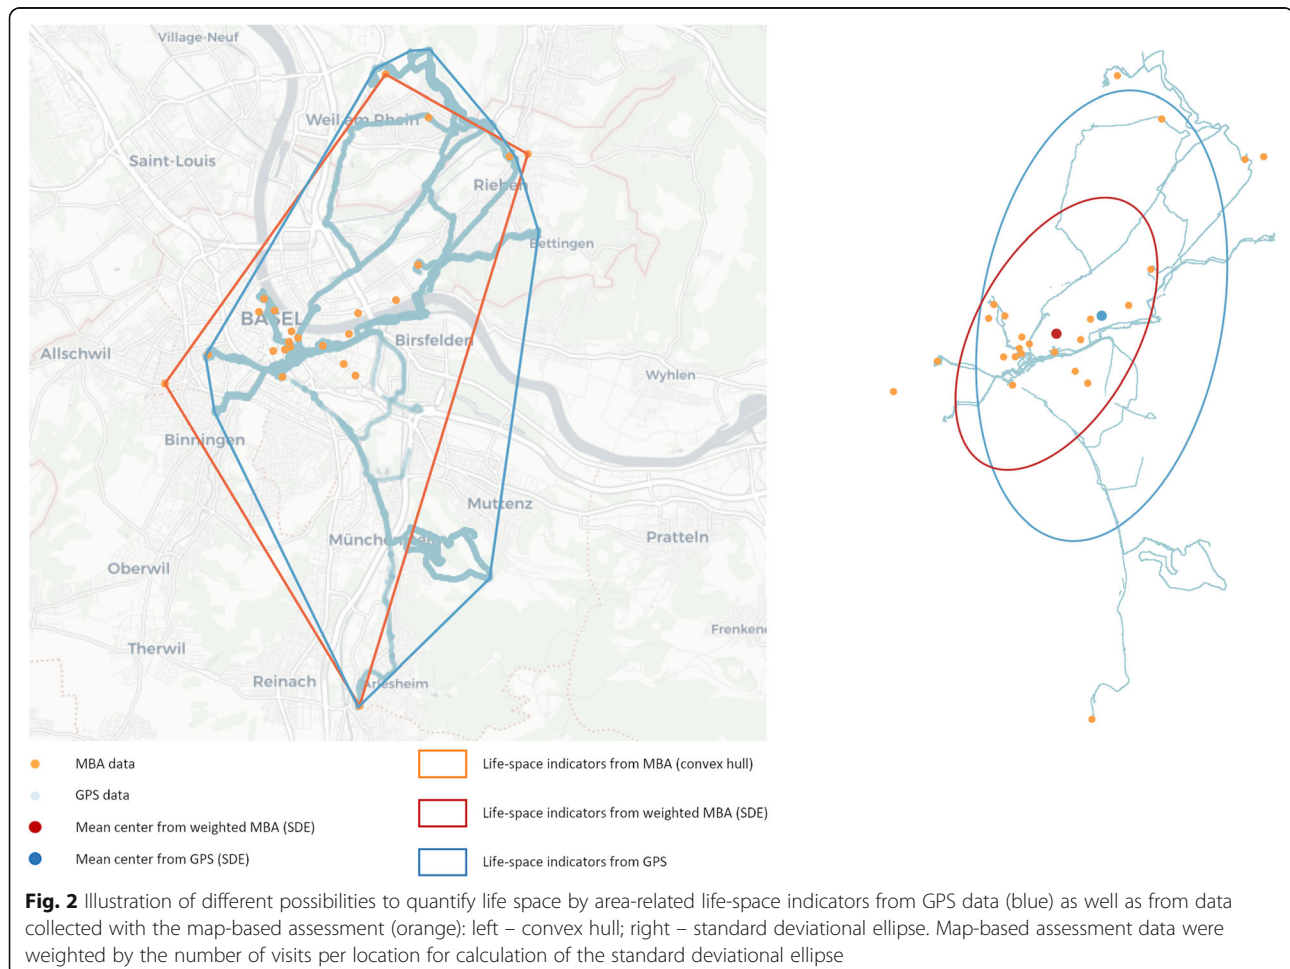 Village-Neuf
Weil am Rhein
Saint-Louis
Riehen
Bettingen
BASEL
Birsfelden
Allschwil
Wyhlen
Binningen
Muttenz
Pratteln
Oberwil
Therwil
Frenkend
Reinach
Arlesheim
MBA data
GPS data
Mean center from weighted MBA (SDE)
Mean center from GPS (SDE)
Life-space indicators from MBA (convex hull)
Life-space indicators from weighted MBA (SDE)
Life-space indicators from GPS
Fig. 2 Illustration of different possibilities to quantify life space by area-related life-space indicators from GPS data (blue) as well as from data
collected with the map-based assessment (orange): left – convex hull; right – standard deviational ellipse. Map-based assessment data were
weighted by the number of visits per location for calculation of the standard deviational ellipse